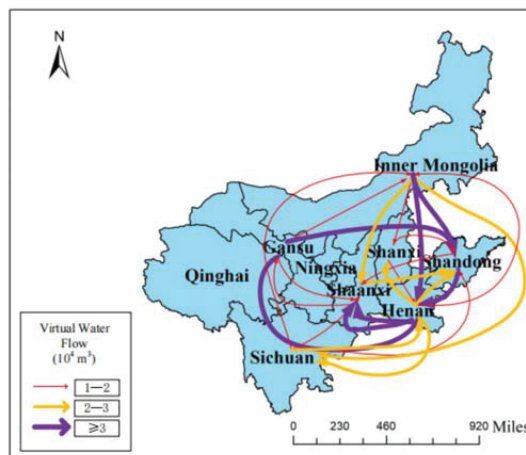 N
Inner Mongolia
Gansu
Shanxi
Ningxia
Shandong
Qinghai
Shaanxi
Henan
Sichuan
Virtual Water
Flow
(10⁴ m³)
1—2
2—3
≥3
Miles
0 230 460 920